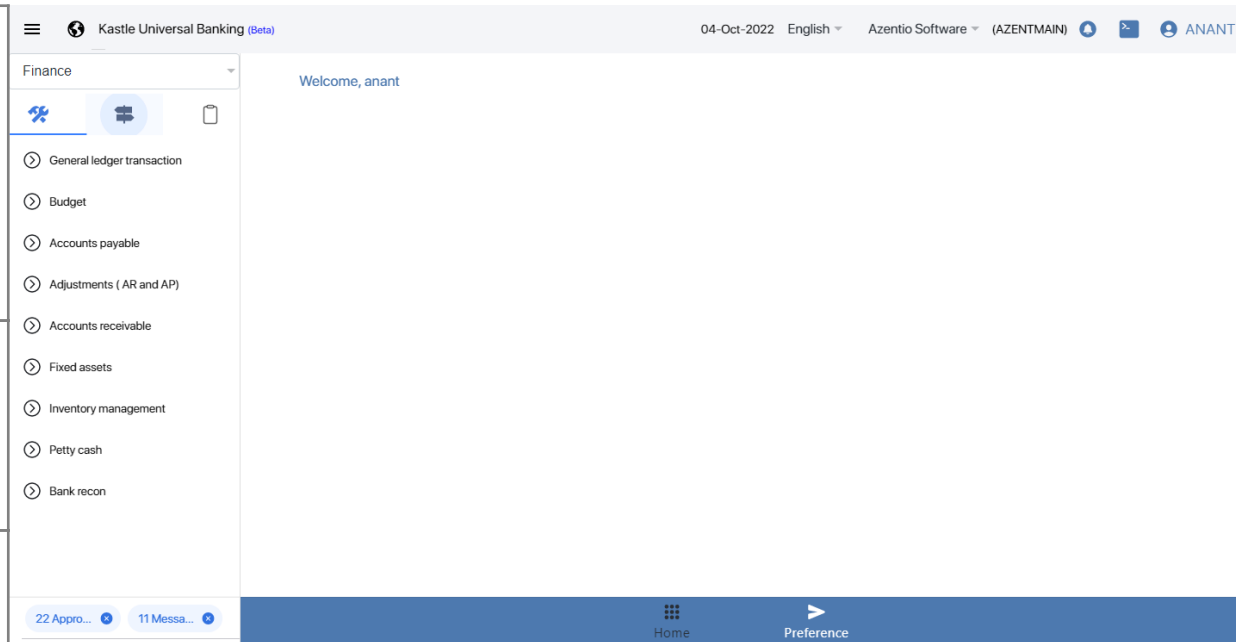 Kastle Universal Banking (Beta) 04-Oct-2022 English Azentio Software (AZENTMAIN) ANANT
Finance
Welcome, anant
General ledger transaction
Budget
Accounts payable
Adjustments ( AR and AP)
Accounts receivable
Fixed assets
Inventory management
Petty cash
Bank recon
22 Appro... 11 Messa...
Home Preference